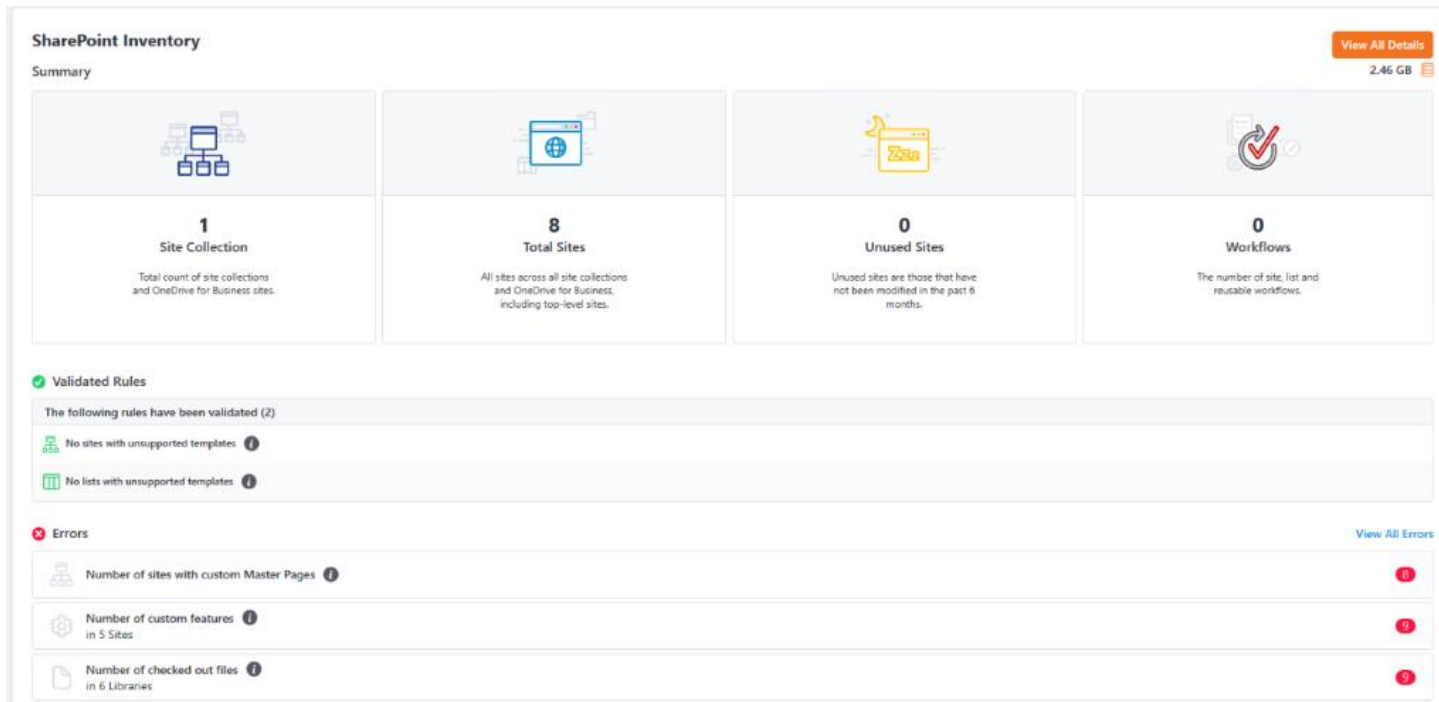 SharePoint Inventory
View All Details
Summary
2.46 GB
Zzz
1
Site Collection
Total count of site collections
and OneDrive for Business sites.
8
Total Sites
All sites across all site collections
and OneDrive for Business,
including top-level sites.
0
Unused Sites
Unused sites are those that have
not been modified in the past 6
months.
0
Workflows
The number of site, list and
reusable workflows.
Validated Rules
The following rules have been validated (2)
No sites with unsupported templates
No lists with unsupported templates
Errors
View All Errors
Number of sites with custom Master Pages
8
Number of custom features
in 5 Sites
9
Number of checked out files
in 6 Libraries
9